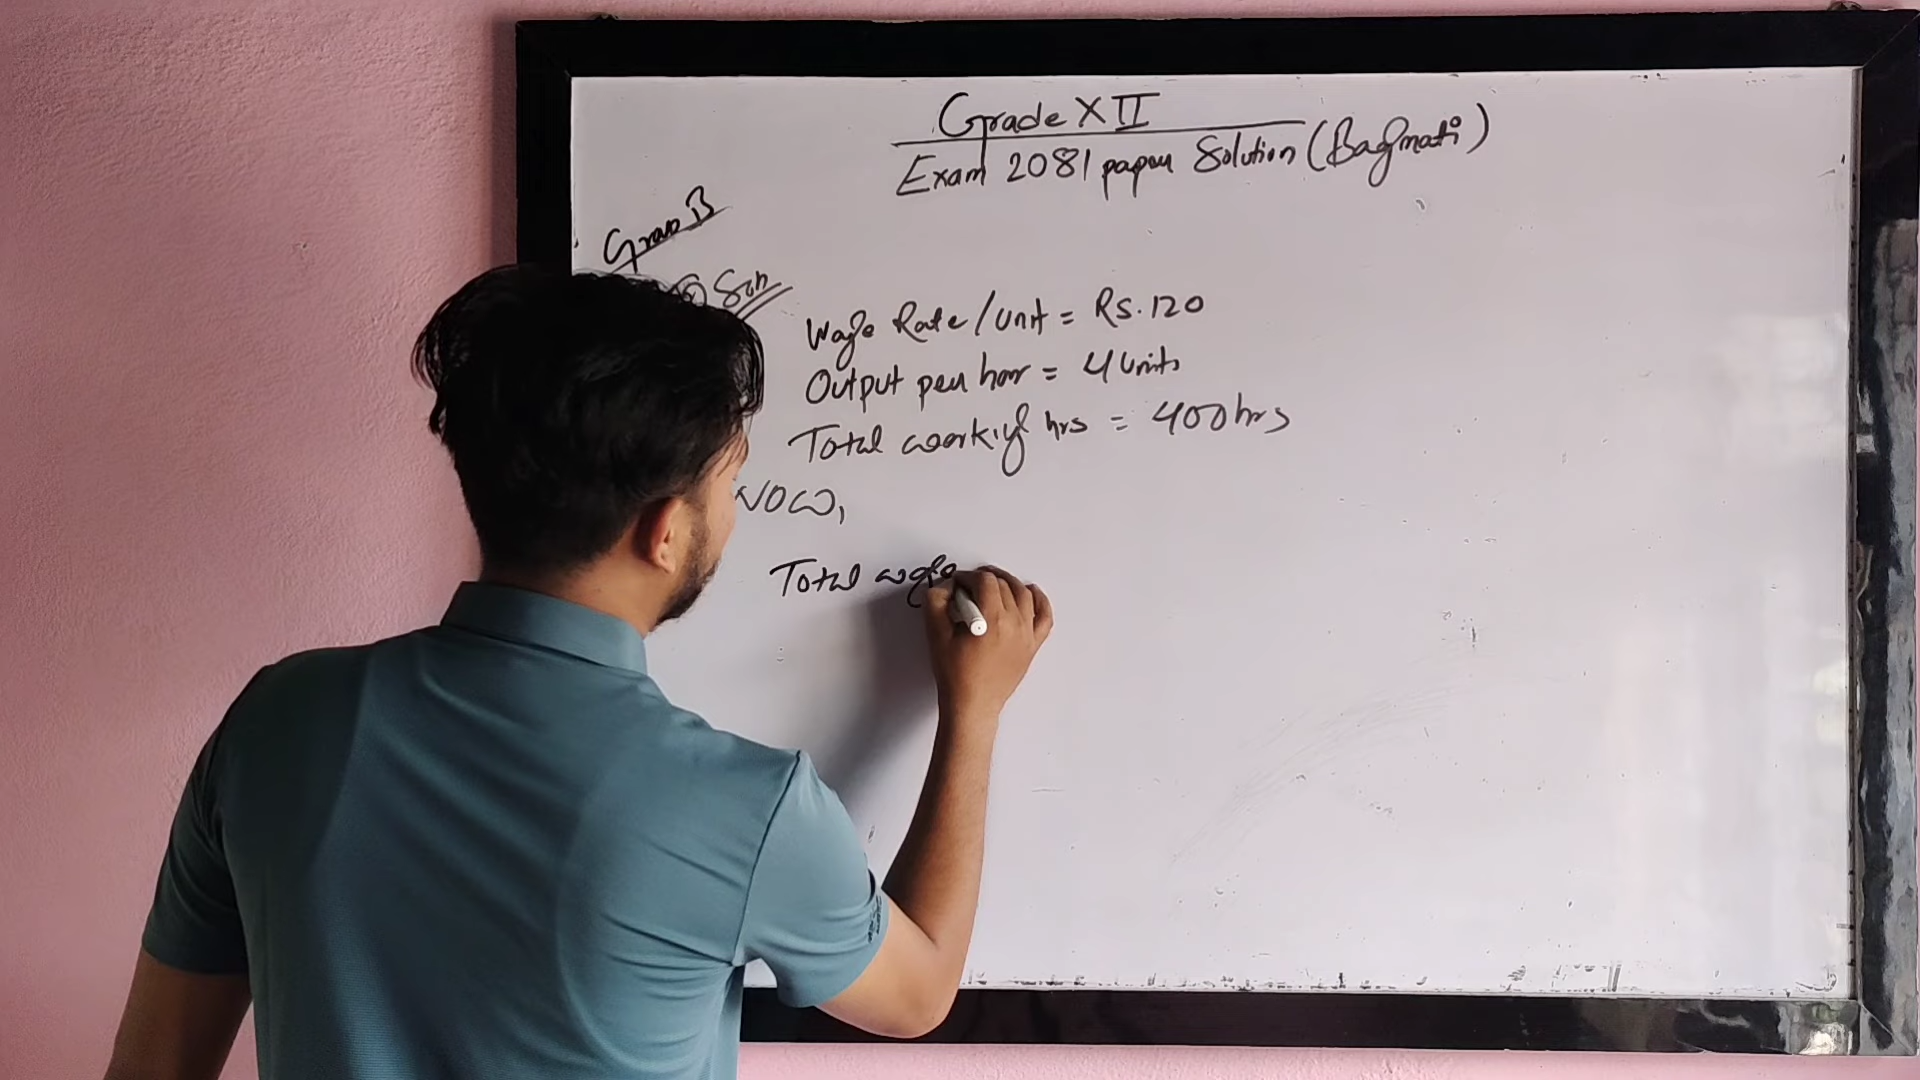 Grade XII
Exam 2081 paper Solution (Bagmati)
Group B
Soln
Wage Rate/unit = Rs. 120
Output per hour = 4 units
Total working hrs = 400 hrs
Now,
Total wage